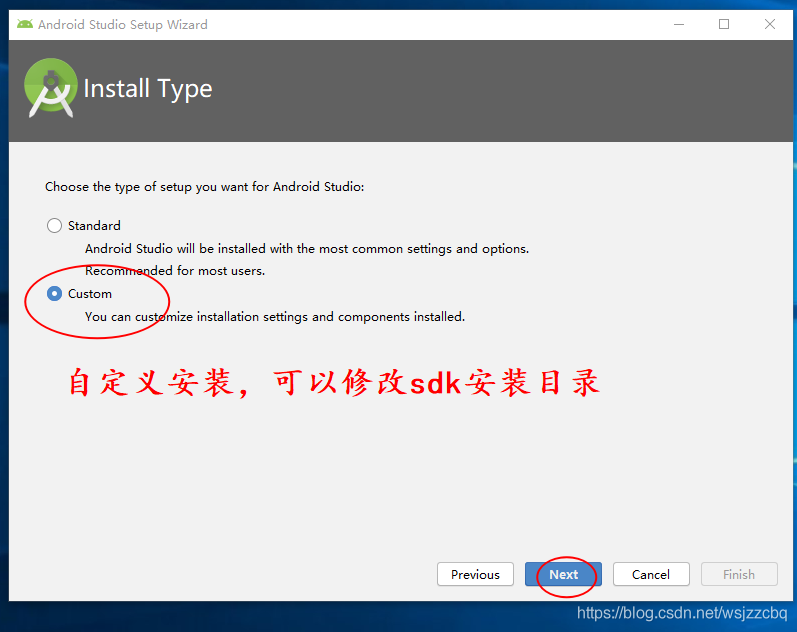 Android Studio Setup Wizard
Install Type
Choose the type of setup you want for Android Studio:
Standard
Android Studio will be installed with the most common settings and options.
Recommended for most users.
Custom
You can customize installation settings and components installed.
自定义安装，可以修改sdk安装目录
Previous Next Cancel Finish
https://blog.csdn.net/wsjzzcbq